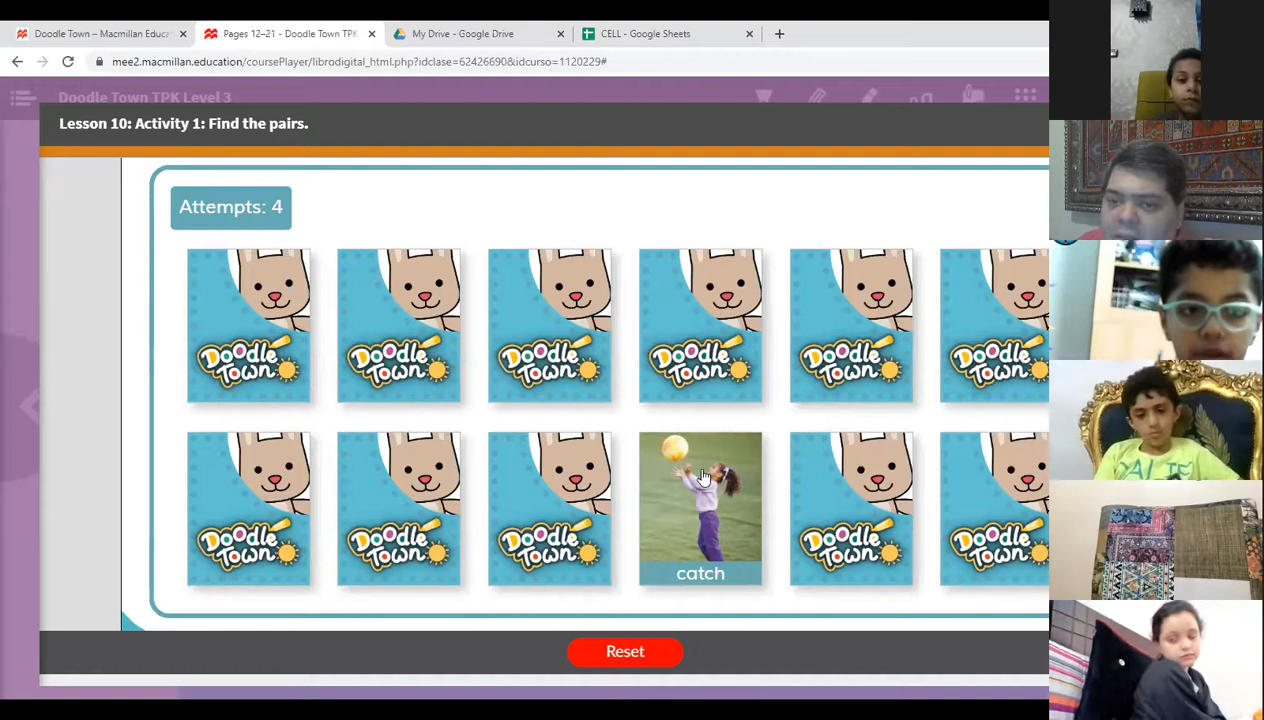 Doodle Town – Macmillan Educa
Pages 12–21 - Doodle Town TPK
My Drive - Google Drive
CELL - Google Sheets
mee2.macmillan.education/coursePlayer/librodigital_html.php?idclase=62426690&idcurso=1120229#
Doodle Town TPK Level 3
Lesson 10: Activity 1: Find the pairs.
Attempts: 4
Doodle Town
Doodle Town
Doodle Town
Doodle Town
Doodle Town
Doodle Town
Doodle Town
Doodle Town
Doodle Town
catch
Doodle Town
Doodle Town
Reset